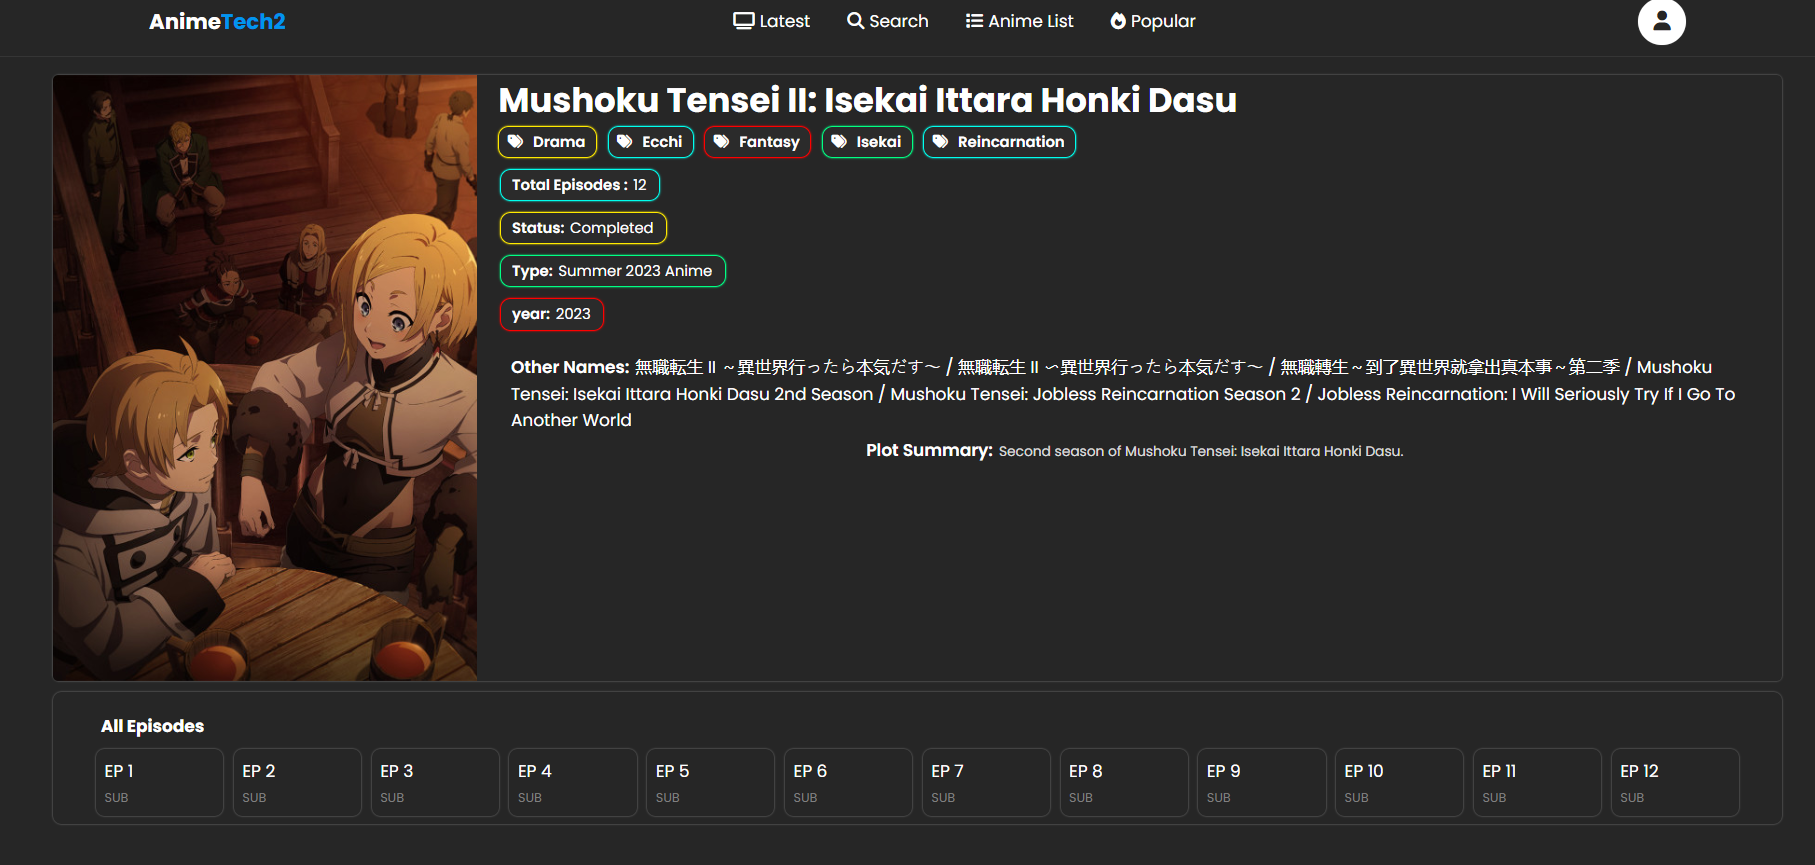 AnimeTech2
Latest
Search
Anime List
Popular
Mushoku Tensei II: Isekai Ittara Honki Dasu
Drama
Ecchi
Fantasy
Isekai
Reincarnation
Total Episodes : 12
Status: Completed
Type: Summer 2023 Anime
year: 2023
Other Names: 無職転生 II ～異世界行ったら本気だす～ / 無職転生 II 〜異世界行ったら本気だす～ / 無職轉生～到了異世界就拿出真本事～第二季 / Mushoku
Tensei: Isekai Ittara Honki Dasu 2nd Season / Mushoku Tensei: Jobless Reincarnation Season 2 / Jobless Reincarnation: I Will Seriously Try If I Go To
Another World
Plot Summary: Second season of Mushoku Tensei: Isekai Ittara Honki Dasu.
All Episodes
EP 1
SUB
EP 2
SUB
EP 3
SUB
EP 4
SUB
EP 5
SUB
EP 6
SUB
EP 7
SUB
EP 8
SUB
EP 9
SUB
EP 10
SUB
EP 11
SUB
EP 12
SUB